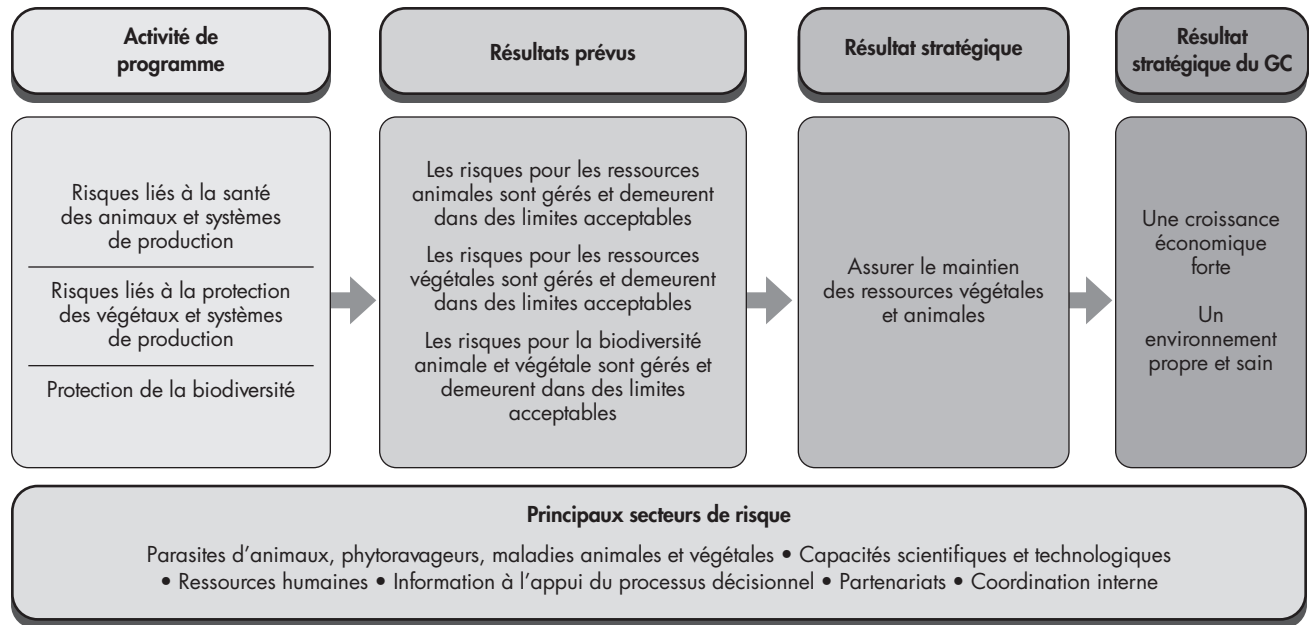 Activité de
programme
Résultats prévus
Résultat stratégique
Résultat
stratégique du GC
Risques liés à la santé
des animaux et systèmes
de production
Risques liés à la protection
des végétaux et systèmes
de production
Protection de la biodiversité
Les risques pour les ressources
animales sont gérés et demeurent
dans des limites acceptables
Les risques pour les ressources
végétales sont gérés et demeurent
dans des limites acceptables
Les risques pour la biodiversité
animale et végétale sont gérés et
demeurent dans des limites
acceptables
Assurer le maintien
des ressources végétales
et animales
Une croissance
économique
forte
Un
environnement
propre et sain
Principaux secteurs de risque
Parasites d’animaux, phytoravageurs, maladies animales et végétales • Capacités scientifiques et technologiques
• Ressources humaines • Information à l’appui du processus décisionnel • Partenariats • Coordination interne